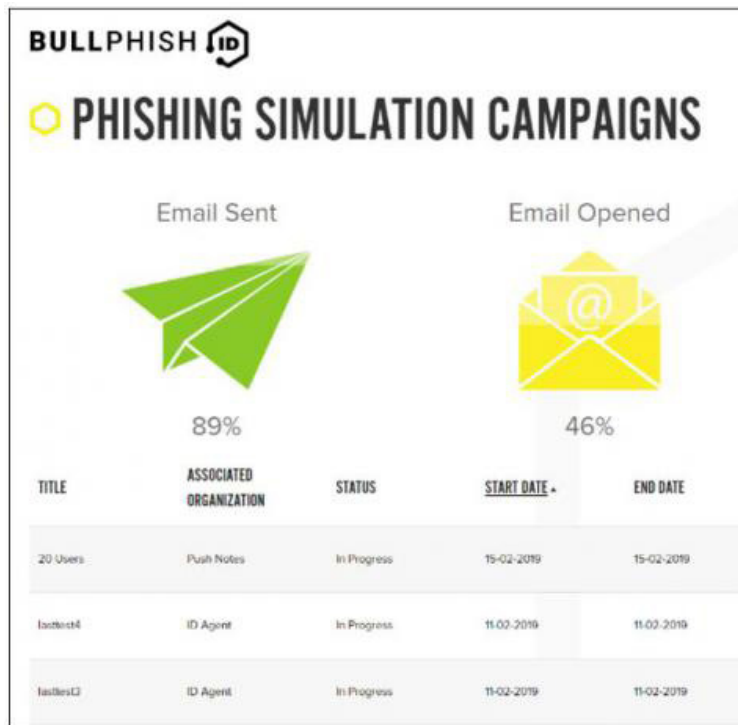 BULLPHISH ID
PHISHING SIMULATION CAMPAIGNS
Email Sent Email Opened
@
89% 46%
TITLE ASSOCIATED ORGANIZATION STATUS START DATE END DATE
20 Users Push Notes In Progress 15-02-2019 15-02-2019
lasttest4 ID Agent In Progress 11-02-2019 11-02-2019
ID Agent In Progress 11-02-2019 11-02-2019